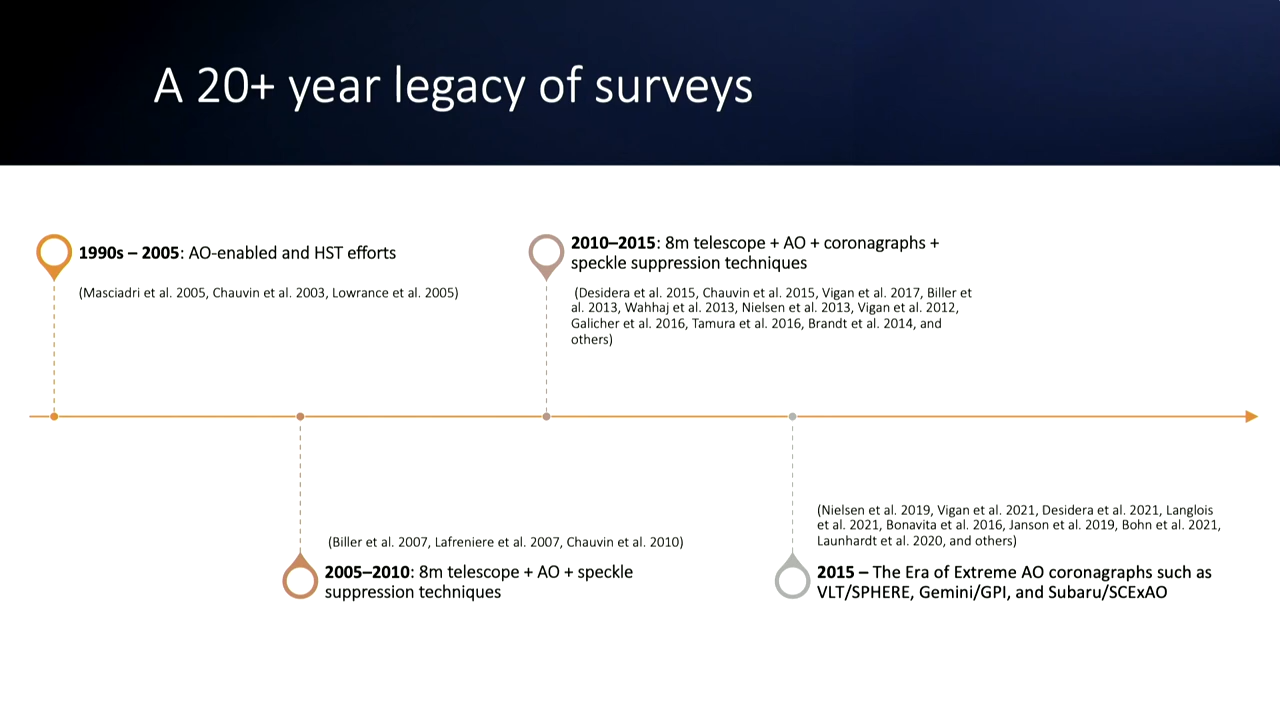 A 20+ year legacy of surveys
1990s – 2005: AO-enabled and HST efforts
(Masciadri et al. 2005, Chauvin et al. 2003, Lowrance et al. 2005)
2010–2015: 8m telescope + AO + coronagraphs +
speckle suppression techniques
(Desidera et al. 2015, Chauvin et al. 2015, Vigan et al. 2017, Biller et
al. 2013, Wahhaj et al. 2013, Nielsen et al. 2013, Vigan et al. 2012,
Galicher et al. 2016, Tamura et al. 2016, Brandt et al. 2014, and
others)
(Biller et al. 2007, Lafreniere et al. 2007, Chauvin et al. 2010)
2005–2010: 8m telescope + AO + speckle
suppression techniques
(Nielsen et al. 2019, Vigan et al. 2021, Desidera et al. 2021, Langlois
et al. 2021, Bonavita et al. 2016, Janson et al. 2019, Bohn et al. 2021,
Launhardt et al. 2020, and others)
2015 – The Era of Extreme AO coronagraphs such as
VLT/SPHERE, Gemini/GPI, and Subaru/SCExAO